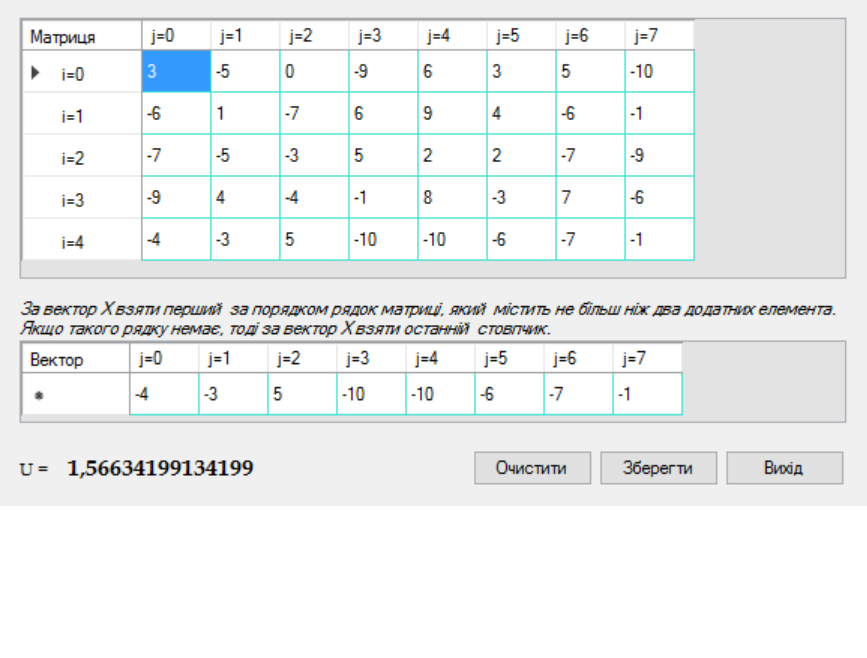 Матриця j=0 j=1 j=2 j=3 j=4 j=5 j=6 j=7
i=0 3 -5 0 -9 6 3 5 -10
i=1 -6 1 -7 6 9 4 -6 -1
i=2 -7 -5 -3 5 2 2 -7 -9
i=3 -9 4 -4 -1 8 -3 7 -6
i=4 -4 -3 5 -10 -10 -6 -7 -1
За вектор X взяти перший за порядком рядок матриці, який містить не більш ніж два додатних елемента.
Якщо такого рядку немає, тоді за вектор X взяти останній стовпчик.
Вектор j=0 j=1 j=2 j=3 j=4 j=5 j=6 j=7
-4 -3 5 -10 -10 -6 -7 -1
U = 1,56634199134199 Очистити Зберегти Вихід